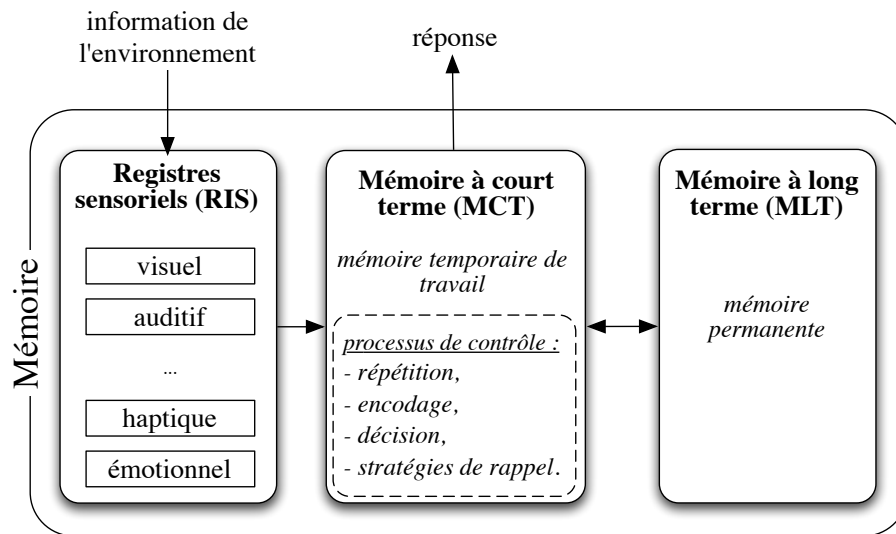 information de
l'environnement
réponse
Mémoire
Registres
sensoriels (RIS)
visuel
auditif
...
haptique
émotionnel
Mémoire à court
terme (MCT)
mémoire temporaire de
travail
processus de contrôle :
- répétition,
- encodage,
- décision,
- stratégies de rappel.
Mémoire à long
terme (MLT)
mémoire
permanente